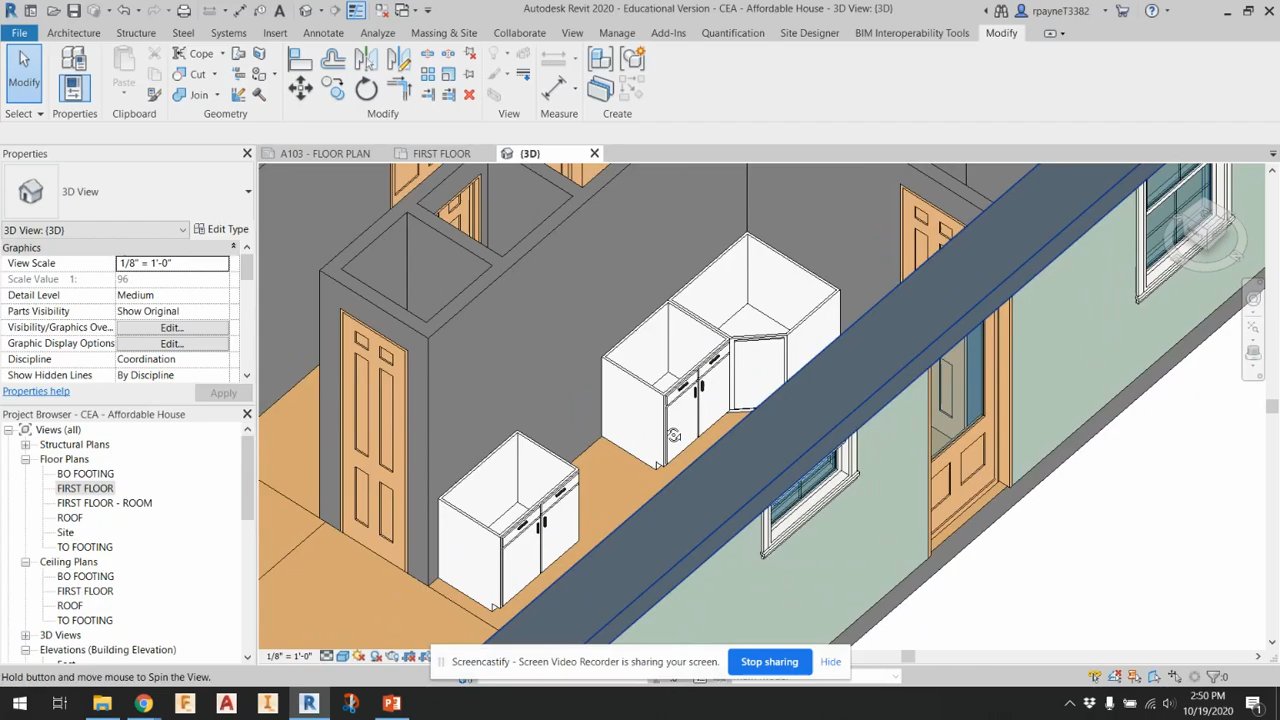 Autodesk Revit 2020 - Educational Version - CEA - Affordable House - 3D View: {3D}
rpayneT3382
File Architecture Structure Steel Systems Insert Annotate Analyze Massing & Site Collaborate View Manage Add-Ins Quantification Site Designer BIM Interoperability Tools Modify
Modify
Properties
Paste
Cope
Cut
Join
Select Properties Clipboard Geometry Modify View Measure Create
Properties
A103 - FLOOR PLAN
FIRST FLOOR
{3D}
3D View
3D View: {3D}
Edit Type
Graphics
View Scale 1/8" = 1'-0"
Scale Value 1: 96
Detail Level Medium
Parts Visibility Show Original
Visibility/Graphics Ove... Edit...
Graphic Display Options Edit...
Discipline Coordination
Show Hidden Lines By Discipline
Properties help
Apply
Project Browser - CEA - Affordable House
Views (all)
Structural Plans
Floor Plans
BO FOOTING
FIRST FLOOR
FIRST FLOOR - ROOM
ROOF
Site
TO FOOTING
Ceiling Plans
BO FOOTING
FIRST FLOOR
ROOF
TO FOOTING
3D Views
Elevations (Building Elevation)
1/8" = 1'-0"
Screencastify - Screen Video Recorder is sharing your screen.
Stop sharing
Hide
Hold button and move mouse to Spin the View.
:0
2:50 PM
10/19/2020